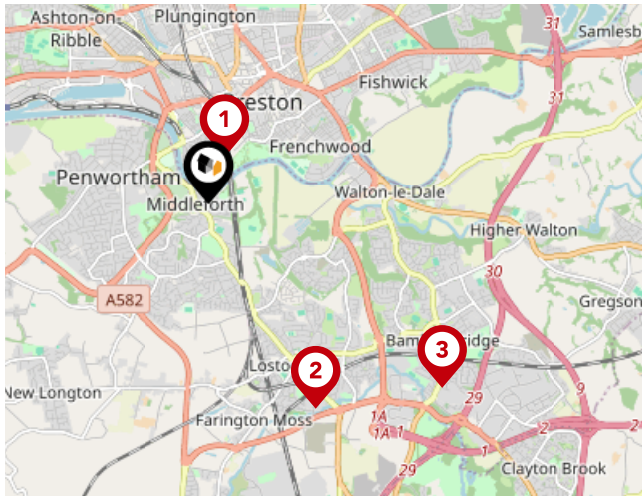 Ashton-on-
Ribble
Plungington
31
Samlesb
Fishwick
31
1
reston
Frenchwood
Penwortham
Middleforth
Walton-le-Dale
Higher Walton
30
A582
Gregson
Bam
ridge
3
Losto
2
New Longton
9
29
Farington Moss
1A
1A
1
2
2
1
29
Clayton Brook